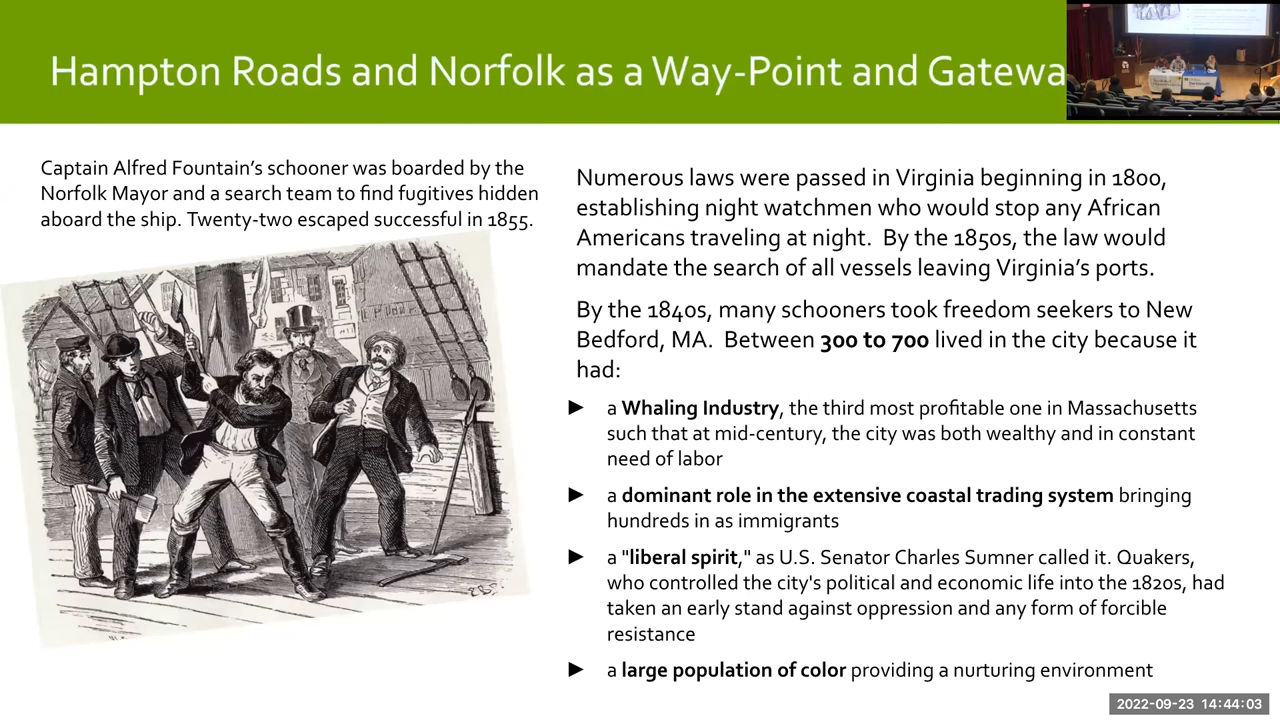 Hampton Roads and Norfolk as a Way-Point and Gatewa
Captain Alfred Fountain's schooner was boarded by the
Norfolk Mayor and a search team to find fugitives hidden
aboard the ship. Twenty-two escaped successful in 1855.
Numerous laws were passed in Virginia beginning in 1800,
establishing night watchmen who would stop any African
Americans traveling at night. By the 1850s, the law would
mandate the search of all vessels leaving Virginia's ports.
By the 1840s, many schooners took freedom seekers to New
Bedford, MA. Between 300 to 700 lived in the city because it
had:
► a Whaling Industry, the third most profitable one in Massachusetts
such that at mid-century, the city was both wealthy and in constant
need of labor
► a dominant role in the extensive coastal trading system bringing
hundreds in as immigrants
► a "liberal spirit," as U.S. Senator Charles Sumner called it. Quakers,
who controlled the city's political and economic life into the 1820s, had
taken an early stand against oppression and any form of forcible
resistance
► a large population of color providing a nurturing environment
2022-09-23 14:44:03